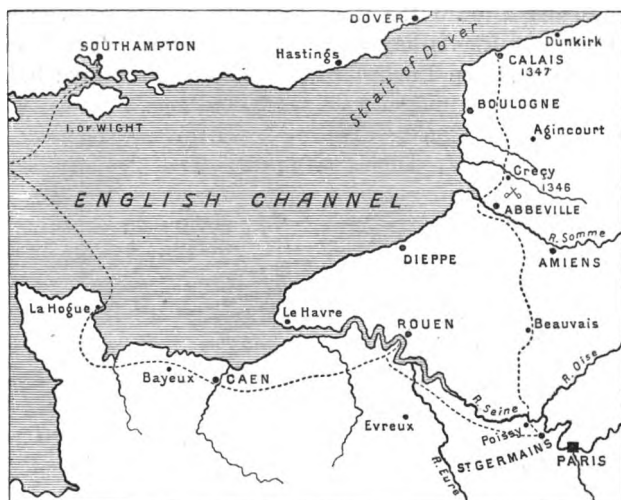 DOVER
SOUTHAMPTON
Hastings
Strait of Dover
Dunkirk
CALAIS
1347
BOULOGNE
I. OF WIGHT
Agincourt
Creçy
1346
ENGLISH CHANNEL
ABBEVILLE
R. Somme
DIEPPE
AMIENS
La Hogue
Le Havre
ROUEN
Beauvais
R. Oise
Bayeux
CAEN
R. Seine
Evreux
Poissy
ST GERMAINS
PARIS
R. Eure